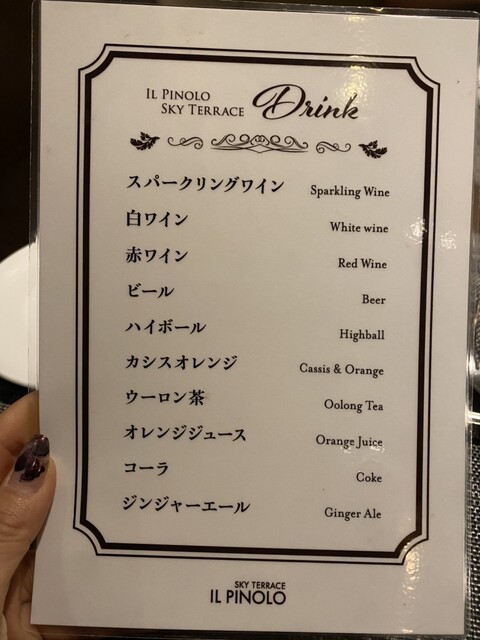 IL PINOLO
SKY TERRACE Drink
スパークリングワイン Sparkling Wine
白ワイン White wine
赤ワイン Red Wine
ビール Beer
ハイボール Highball
カシスオレンジ Cassis & Orange
ウーロン茶 Oolong Tea
オレンジジュース Orange Juice
コーラ Coke
ジンジャーエール Ginger Ale
SKY TERRACE
IL PINOLO